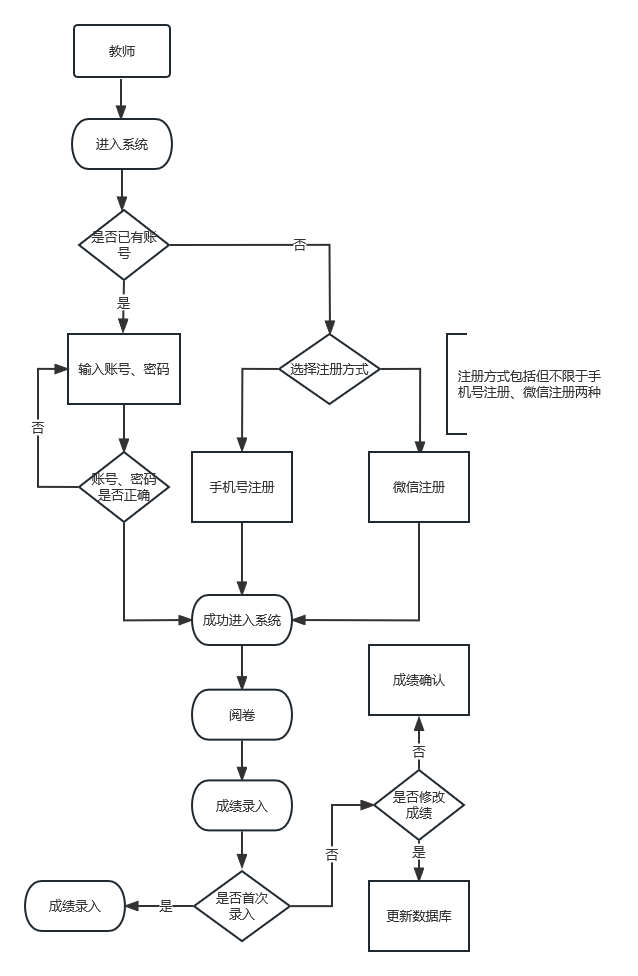 教师
进入系统
是否已有账
号
否
是
输入账号、密码
选择注册方式
注册方式包括但不限于手
机号注册、微信注册两种
否
账号、密码
是否正确
手机号注册
微信注册
成功进入系统
成绩确认
阅卷
否
成绩录入
是否修改
成绩
否
是
是否首次
录入
是
成绩录入
更新数据库